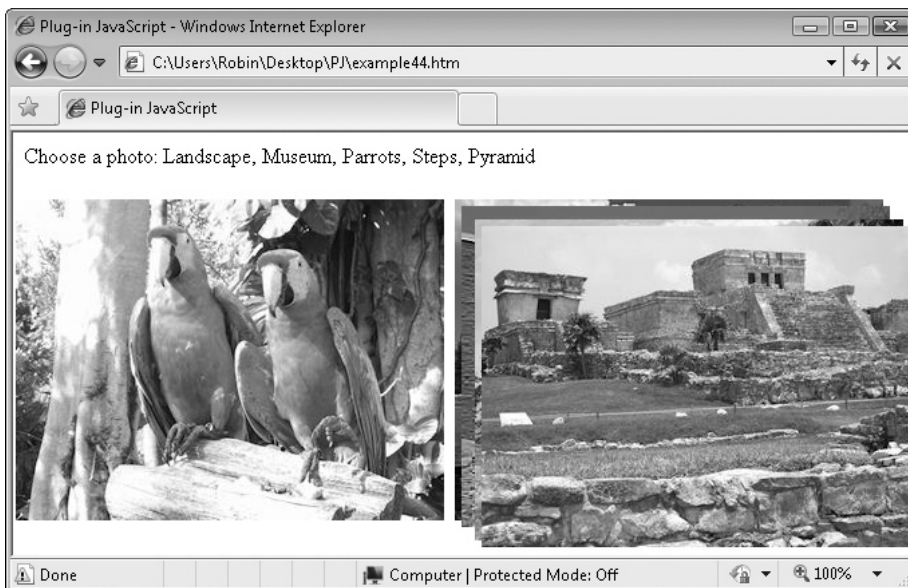 Plug-in JavaScript - Windows Internet Explorer
C:\Users\Robin\Desktop\PJ\example44.htm
Plug-in JavaScript
Choose a photo: Landscape, Museum, Parrots, Steps, Pyramid
Done
Computer | Protected Mode: Off
100%